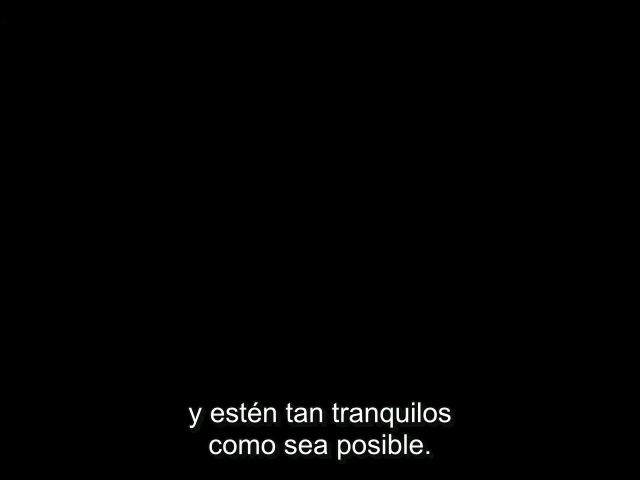 y estén tan tranquilos
como sea posible.